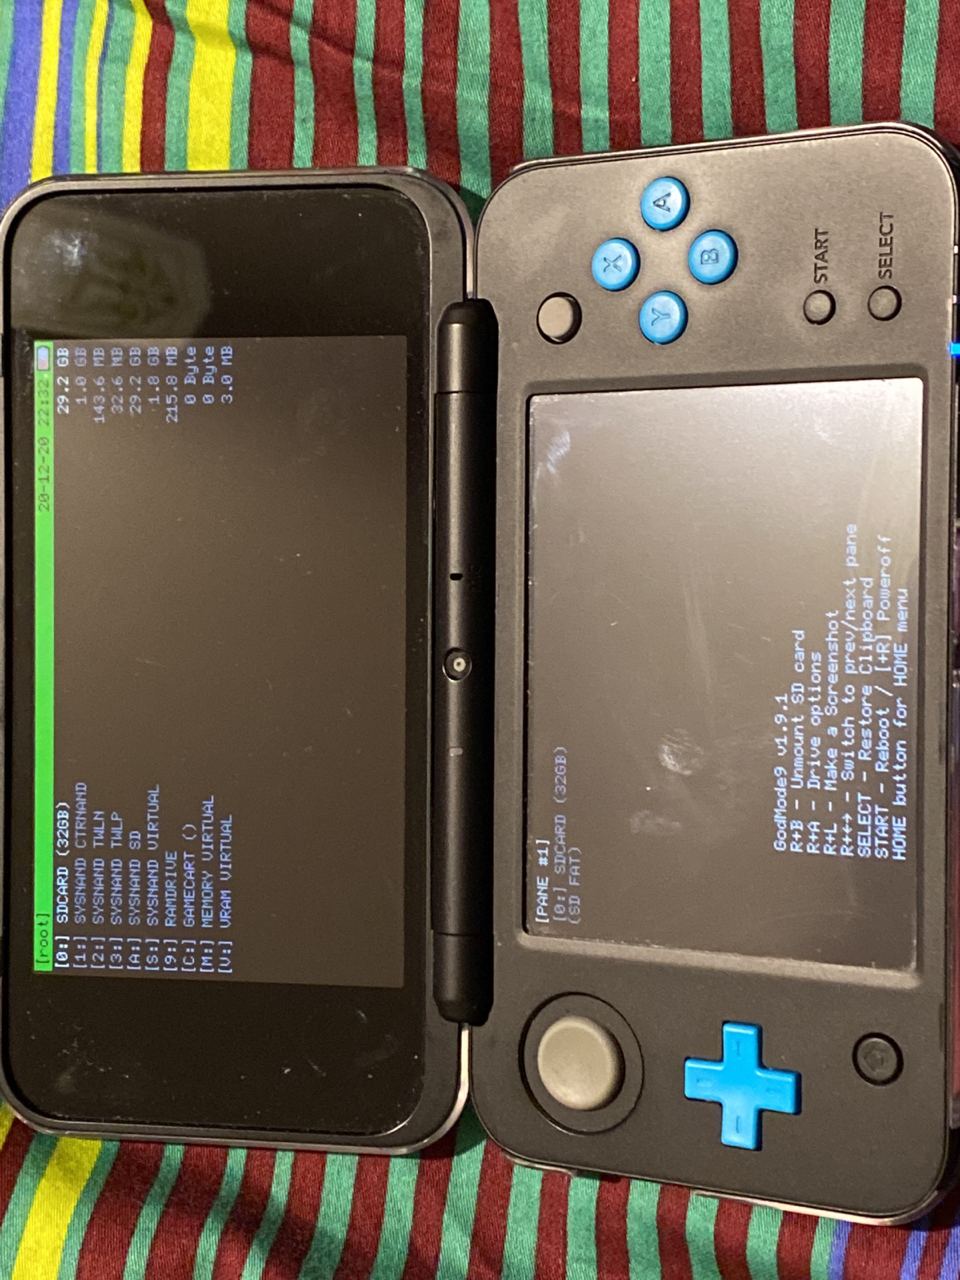 [root] 20-12-20 22:32
[0:] SDCARD (32GB) 29.2 GB
[1:] SYSNAND CTRNAND 1.0 GB
[2:] SYSNAND TWLN 143.6 MB
[3:] SYSNAND TWLP 32.6 MB
[A:] SYSNAND SD 29.2 GB
[S:] SYSNAND VIRTUAL 1.8 GB
[9:] RAMDRIVE 215.8 MB
[C:] GAMECART () 0 Byte
[M:] MEMORY VIRTUAL 0 Byte
[V:] VRAM VIRTUAL 3.0 MB
[PANE #1]
[0:] SDCARD (32GB)
(SD FAT)
GodMode9 v1.9.1
R+B - Unmount SD card
R+A - Drive options
R+L - Make a Screenshot
R+←→ - Switch to prev/next pane
SELECT - Restore Clipboard
START - Reboot / [+R] Poweroff
HOME button for HOME menu
X
A
Y
B
START
SELECT